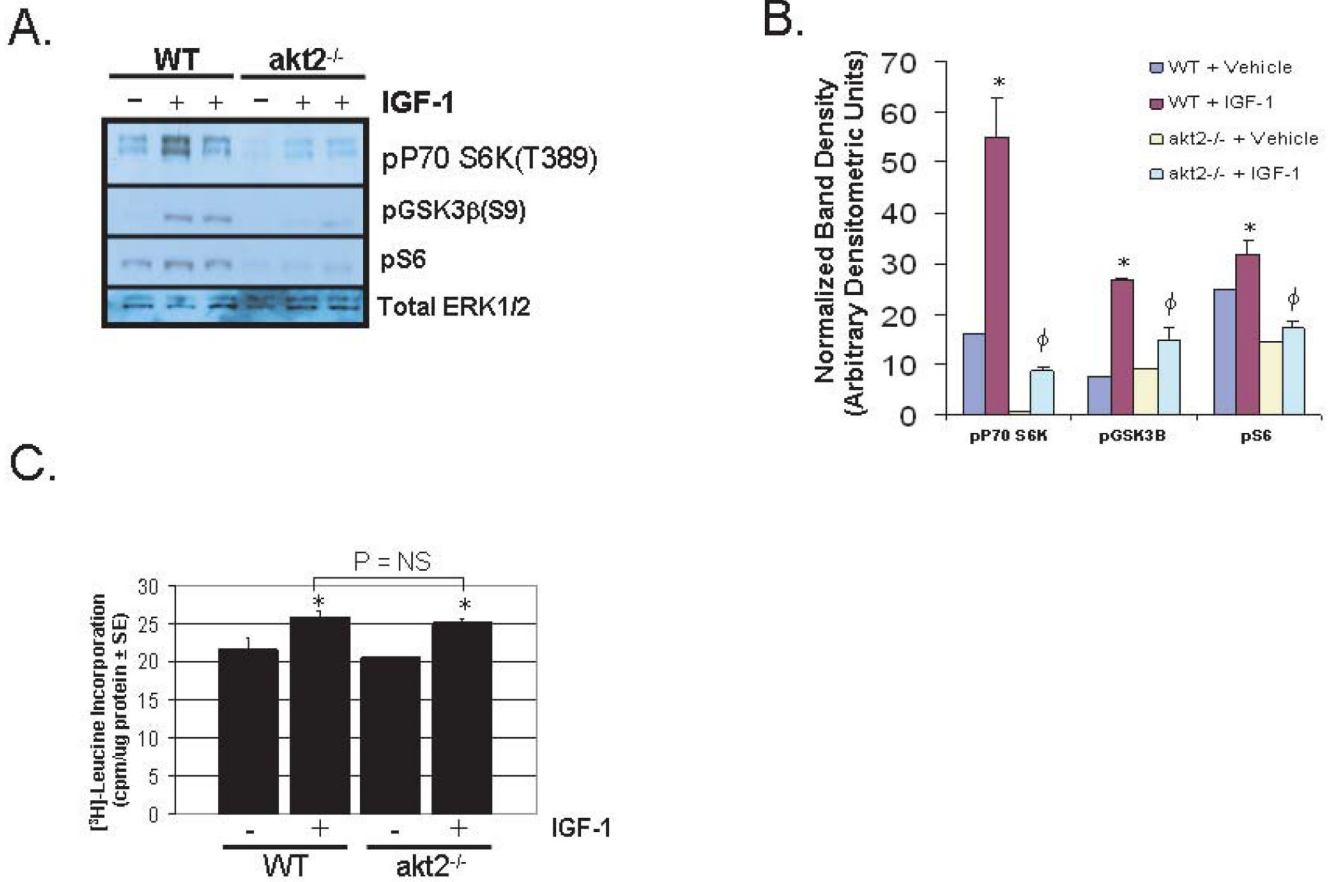 A.
WT akt2-/-
- + + - + + IGF-1
pP70 S6K(T389)
pGSK3β(S9)
pS6
Total ERK1/2
B.
Normalized Band Density
(Arbitrary Densitometric Units)
70
60
50
40
30
20
10
0
* ϕ * ϕ * ϕ
pP70 S6K pGSK3B pS6
WT + Vehicle
WT + IGF-1
akt2-/- + Vehicle
akt2-/- + IGF-1
C.
P = NS
* *
[³H]-Leucine Incorporation
(cpm/ug protein ± SE)
30
25
20
15
10
5
0
- + - + IGF-1
WT akt2-/-